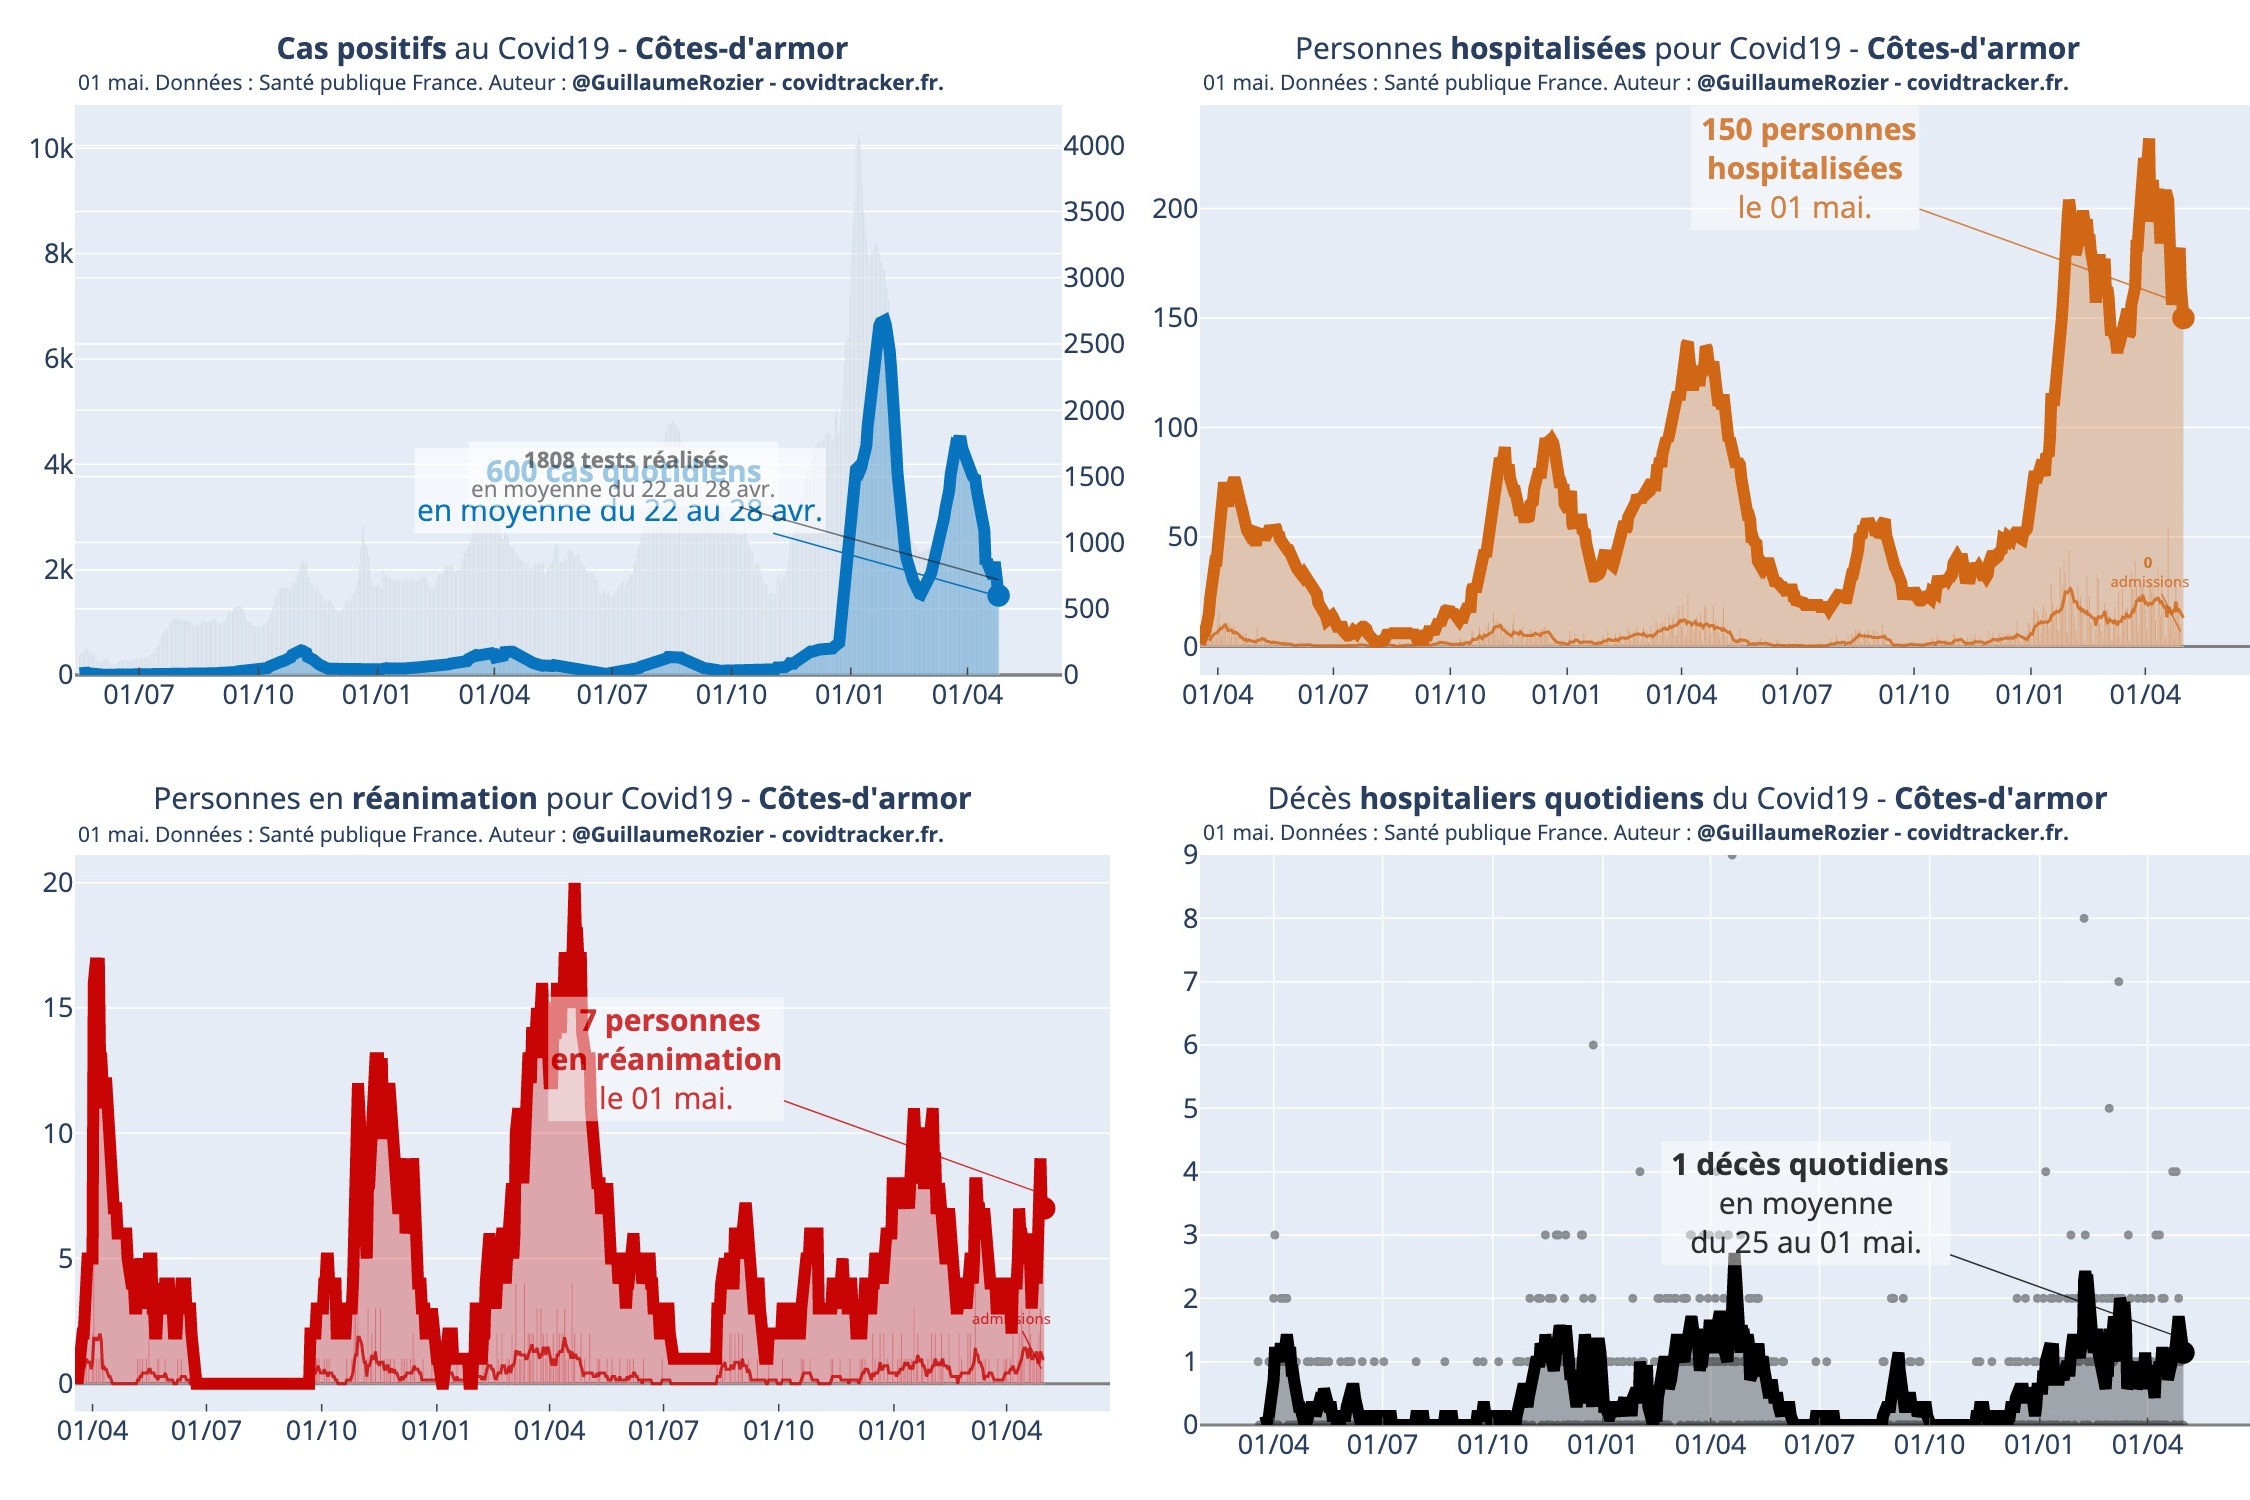 Cas positifs au Covid19 - Côtes-d'armor
01 mai. Données : Santé publique France. Auteur : @GuillaumeRozier - covidtracker.fr.
10k
8k
6k
4k
2k
0
4000
3500
3000
2500
2000
1500
1000
500
0
1808 tests réalisés
600 cas quotidiens
en moyenne du 22 au 28 avr.
en moyenne du 22 au 28 avr.
01/07 01/10 01/01 01/04 01/07 01/10 01/01 01/04
Personnes hospitalisées pour Covid19 - Côtes-d'armor
01 mai. Données : Santé publique France. Auteur : @GuillaumeRozier - covidtracker.fr.
150 personnes
hospitalisées
le 01 mai.
200
150
100
50
0
0
admissions
01/04 01/07 01/10 01/01 01/04 01/07 01/10 01/01 01/04
Personnes en réanimation pour Covid19 - Côtes-d'armor
01 mai. Données : Santé publique France. Auteur : @GuillaumeRozier - covidtracker.fr.
20
15
10
5
0
7 personnes
en réanimation
le 01 mai.
admissions
01/04 01/07 01/10 01/01 01/04 01/07 01/10 01/01 01/04
Décès hospitaliers quotidiens du Covid19 - Côtes-d'armor
01 mai. Données : Santé publique France. Auteur : @GuillaumeRozier - covidtracker.fr.
9
8
7
6
5
4
3
2
1
0
1 décès quotidiens
en moyenne
du 25 au 01 mai.
01/04 01/07 01/10 01/01 01/04 01/07 01/10 01/01 01/04